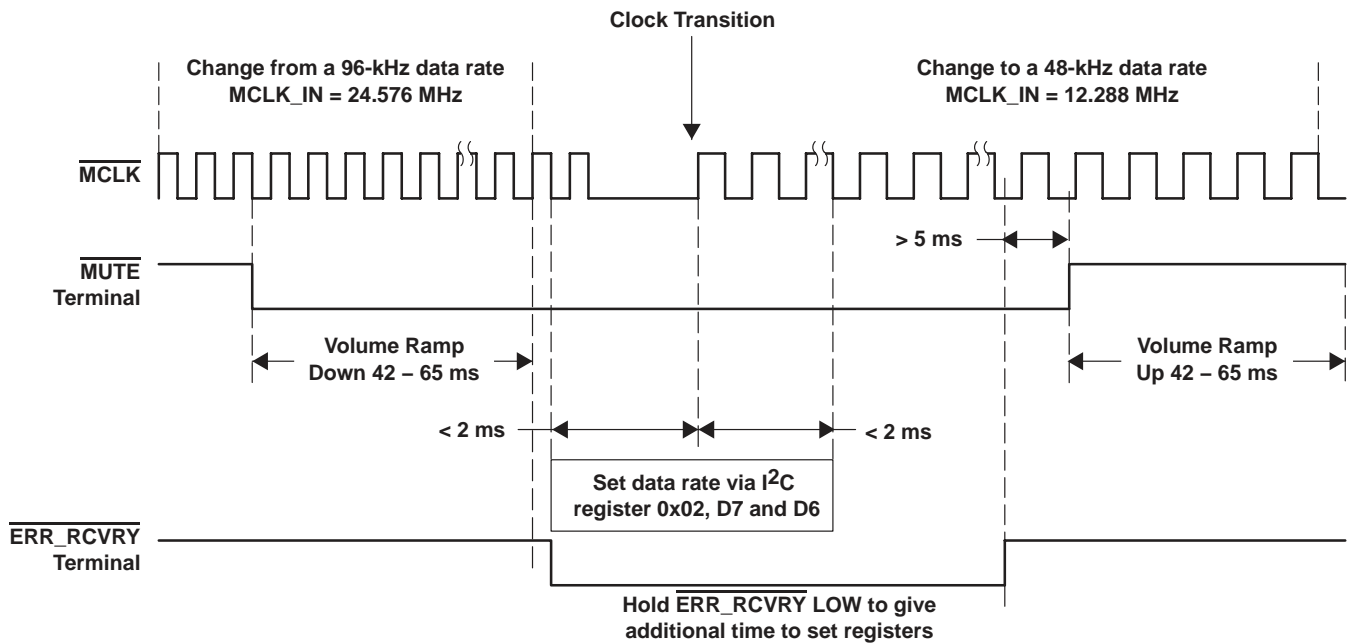 Clock Transition
Change from a 96-kHz data rate
MCLK_IN = 24.576 MHz
Change to a 48-kHz data rate
MCLK_IN = 12.288 MHz
MCLK
> 5 ms
MUTE
Terminal
Volume Ramp
Down 42 – 65 ms
Volume Ramp
Up 42 – 65 ms
< 2 ms
< 2 ms
Set data rate via I2C
register 0x02, D7 and D6
ERR_RCVRY
Terminal
Hold ERR_RCVRY LOW to give
additional time to set registers